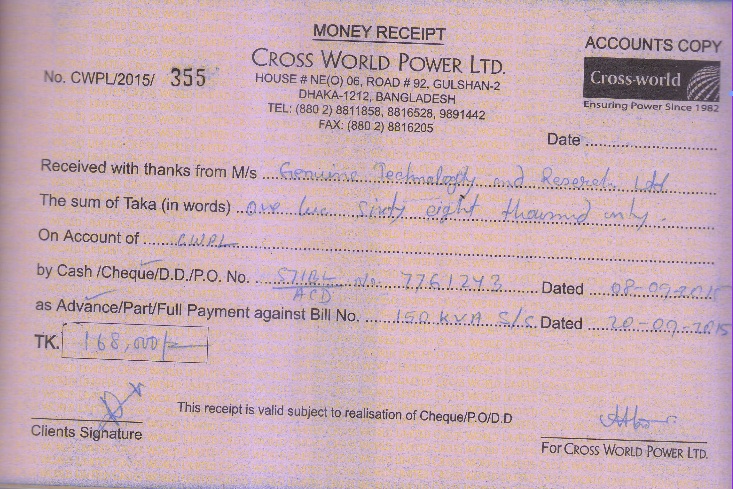 MONEY RECEIPT
ACCOUNTS COPY
CROSS WORLD POWER LTD.
Cross-world
Ensuring Power Since 1982
No. CWPL/2015/ 355
HOUSE # NE(O) 06, ROAD # 92, GULSHAN-2
DHAKA-1212, BANGLADESH
TEL: (880 2) 8811858, 8816528, 9891442
FAX: (880 2) 8816205
Date
Received with thanks from M/s Genuine Technology and Reserch Ltd
The sum of Taka (in words) one lac sixty eight thousand only.
On Account of CWPL
by Cash /Cheque/D.D./P.O. No. No. 7761243 Dated 08-09-2015
as Advance/Part/Full Payment against Bill No. 150 KVA S/S Dated 20-09-2015
TK. 168,000/-
This receipt is valid subject to realisation of Cheque/P.O/D.D
Clients Signature
For CROSS WORLD POWER LTD.